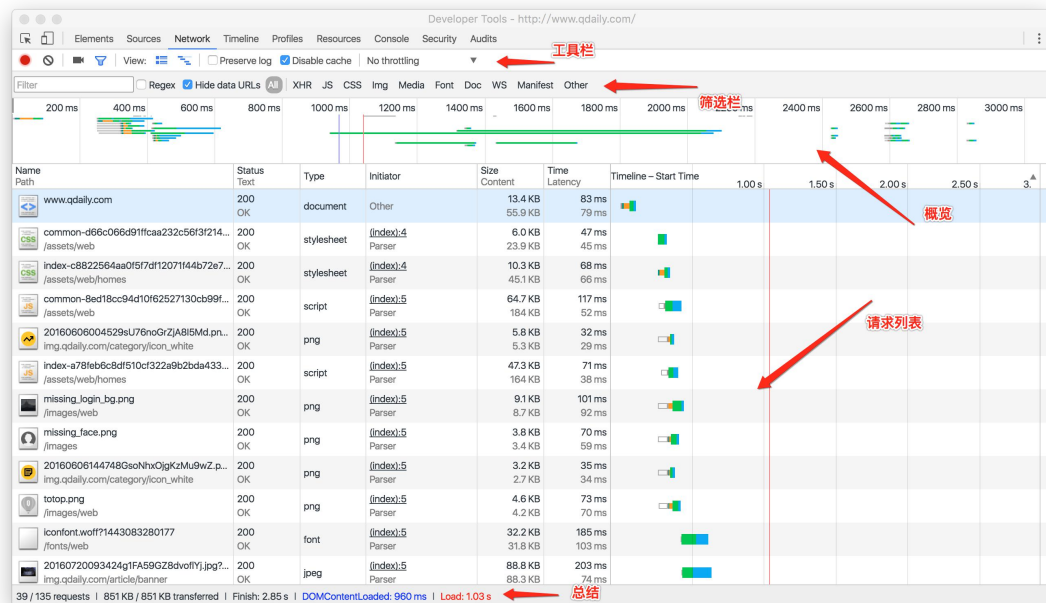 Developer Tools - http://www.qdaily.com/
Elements Sources Network Timeline Profiles Resources Console Security Audits
View: Preserve log Disable cache No throttling
工具栏
Filter Regex Hide data URLs All XHR JS CSS Img Media Font Doc WS Manifest Other
筛选栏
200 ms 400 ms 600 ms 800 ms 1000 ms 1200 ms 1400 ms 1600 ms 1800 ms 2000 ms 2200 ms 2400 ms 2600 ms 2800 ms 3000 ms
概览
Name Status Type Initiator Size Time Timeline – Start Time
Path Text Content Latency 1.00 s 1.50 s 2.00 s 2.50 s 3.
www.qdaily.com 200 document Other 13.4 KB 83 ms
OK 55.9 KB 79 ms
common-d66c066d91ffcaa232c56f3f214... 200 stylesheet (index):4 6.0 KB 47 ms
/assets/web OK Parser 23.9 KB 45 ms
index-c8822564aa0f5f7df12071f44b72e7... 200 stylesheet (index):4 10.3 KB 68 ms
/assets/web/homes OK Parser 45.1 KB 66 ms
common-8ed18cc94d10f62527130cb99f... 200 script (index):5 64.7 KB 117 ms
/assets/web OK Parser 184 KB 52 ms
请求列表
20160606004529sU76noGrZjA8I5Md.pn... 200 png (index):5 5.8 KB 32 ms
img.qdaily.com/category/icon_white OK Parser 5.3 KB 29 ms
index-a78feb6c8df510cf322a9b2bda433... 200 script (index):5 47.3 KB 71 ms
/assets/web/homes OK Parser 164 KB 38 ms
missing_login_bg.png 200 png (index):5 9.1 KB 101 ms
/images/web OK Parser 8.7 KB 92 ms
missing_face.png 200 png (index):5 3.8 KB 70 ms
/images OK Parser 3.4 KB 59 ms
20160606144748GsoNhxOjgKzMu9wZ.p... 200 png (index):5 3.2 KB 35 ms
img.qdaily.com/category/icon_white OK Parser 2.7 KB 34 ms
totop.png 200 png (index):5 4.6 KB 73 ms
/images/web OK Parser 4.2 KB 70 ms
iconfont.woff?1443083280177 200 font (index):5 32.2 KB 185 ms
/fonts/web OK Parser 31.8 KB 103 ms
20160720093424g1FA59GZ8dvoflYj.jpg?... 200 jpeg (index):5 88.8 KB 203 ms
img.qdaily.com/article/banner OK Parser 88.3 KB 74 ms
39 / 135 requests | 851 KB / 851 KB transferred | Finish: 2.85 s | DOMContentLoaded: 960 ms | Load: 1.03 s
总结